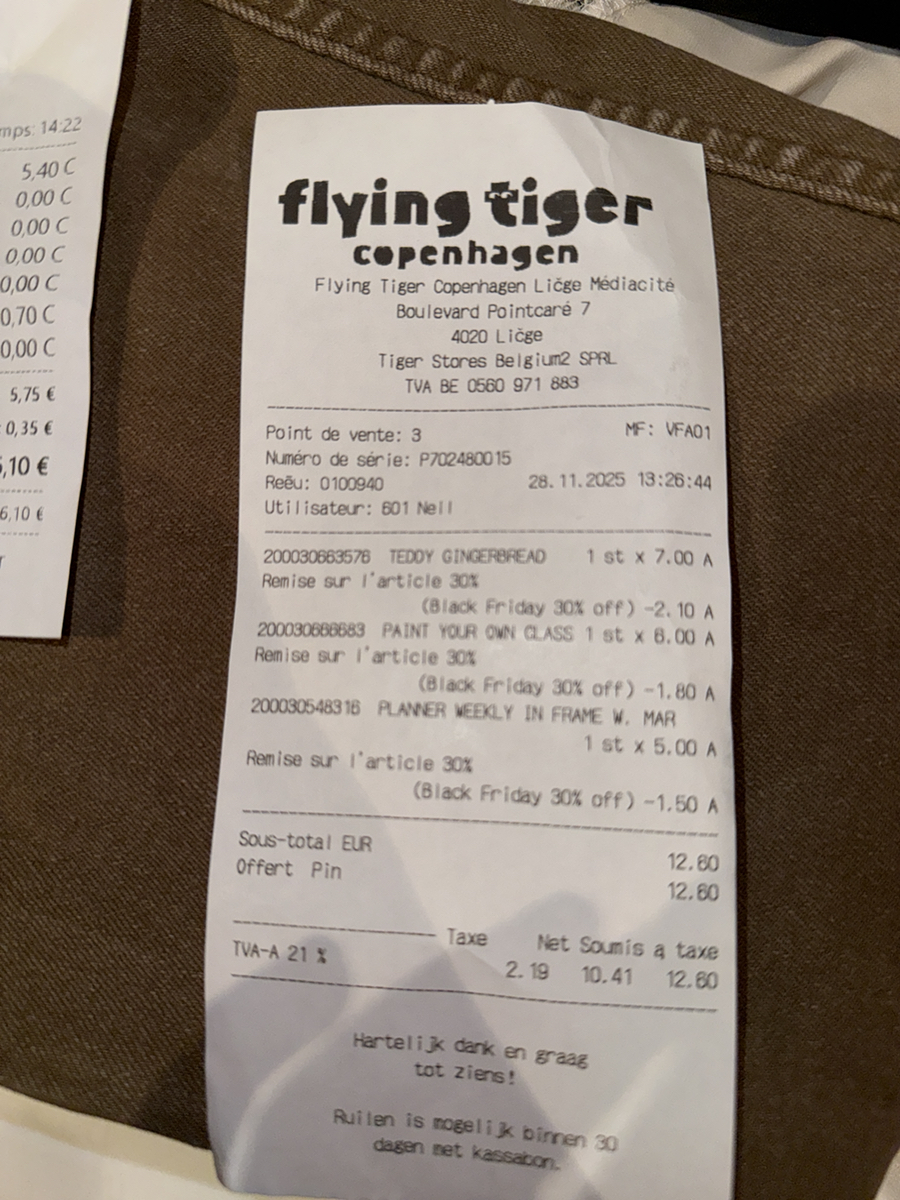 mps: 14:22
5,40 C
0,00 C
0,00 C
0,00 C
0,00 C
0,70 C
0,00 C
5,75 €
0,35 €
6,10 €
6,10 €
flying tiger
copenhagen
Flying Tiger Copenhagen Ličge Médiacité
Boulevard Pointcaré 7
4020 Ličge
Tiger Stores Belgium2 SPRL
TVA BE 0560 971 883
Point de vente: 3 MF: VFA01
Numéro de série: P702480015
Reěu: 0100940 28.11.2025 13:26:44
Utilisateur: 601 Neil
200030663576 TEDDY GINGERBREAD 1 st x 7.00 A
Remise sur l'article 30%
(Black Friday 30% off) -2.10 A
200030666683 PAINT YOUR OWN GLASS 1 st x 6.00 A
Remise sur l'article 30%
(Black Friday 30% off) -1.80 A
200030548316 PLANNER WEEKLY IN FRAME W. MAR
1 st x 5.00 A
Remise sur l'article 30%
(Black Friday 30% off) -1.50 A
Sous-total EUR 12.60
Offert Pin 12.60
Taxe Net Soumis a taxe
TVA-A 21 % 2.19 10.41 12.60
Hartelijk dank en graag
tot ziens!
Ruilen is mogelijk binnen 30
dagen met kassabon.